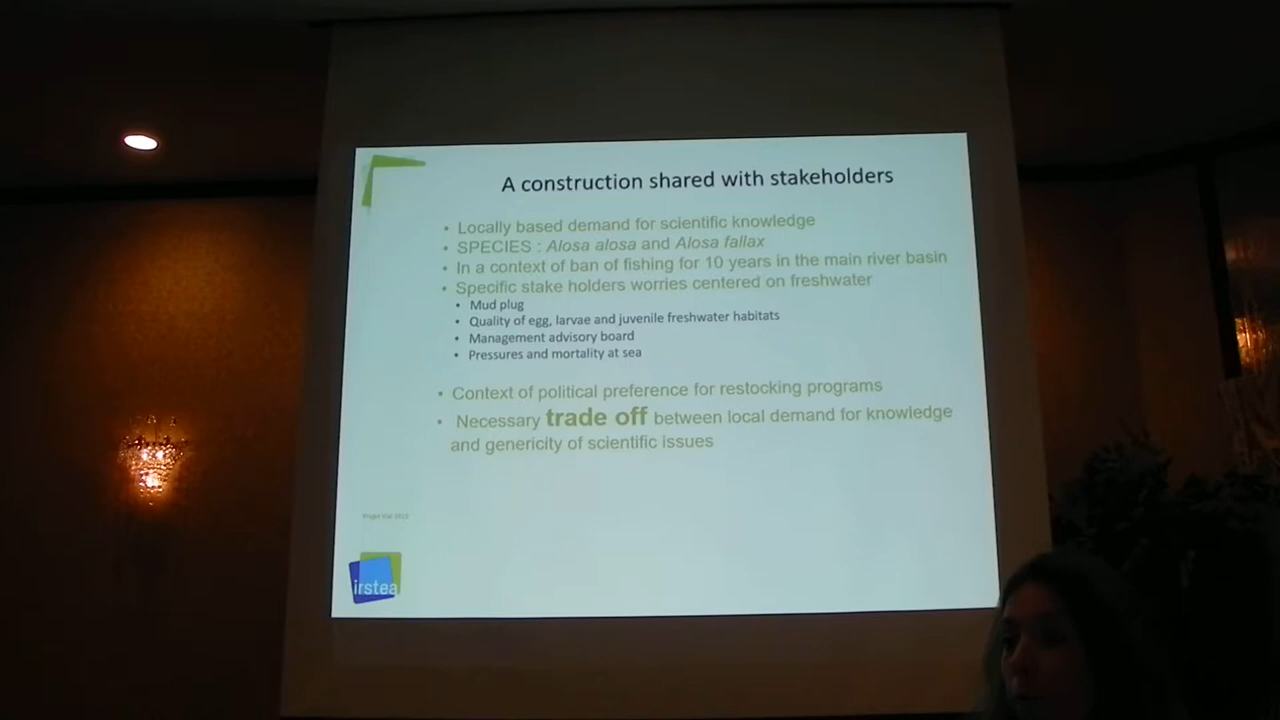 A construction shared with stakeholders
• Locally based demand for scientific knowledge
• SPECIES : Alosa alosa and Alosa fallax
• In a context of ban of fishing for 10 years in the main river basin
• Specific stake holders worries centered on freshwater
• Mud plug
• Quality of egg, larvae and juvenile freshwater habitats
• Management advisory board
• Pressures and mortality at sea
• Context of political preference for restocking programs
• Necessary trade off between local demand for knowledge
and genericity of scientific issues
irstea